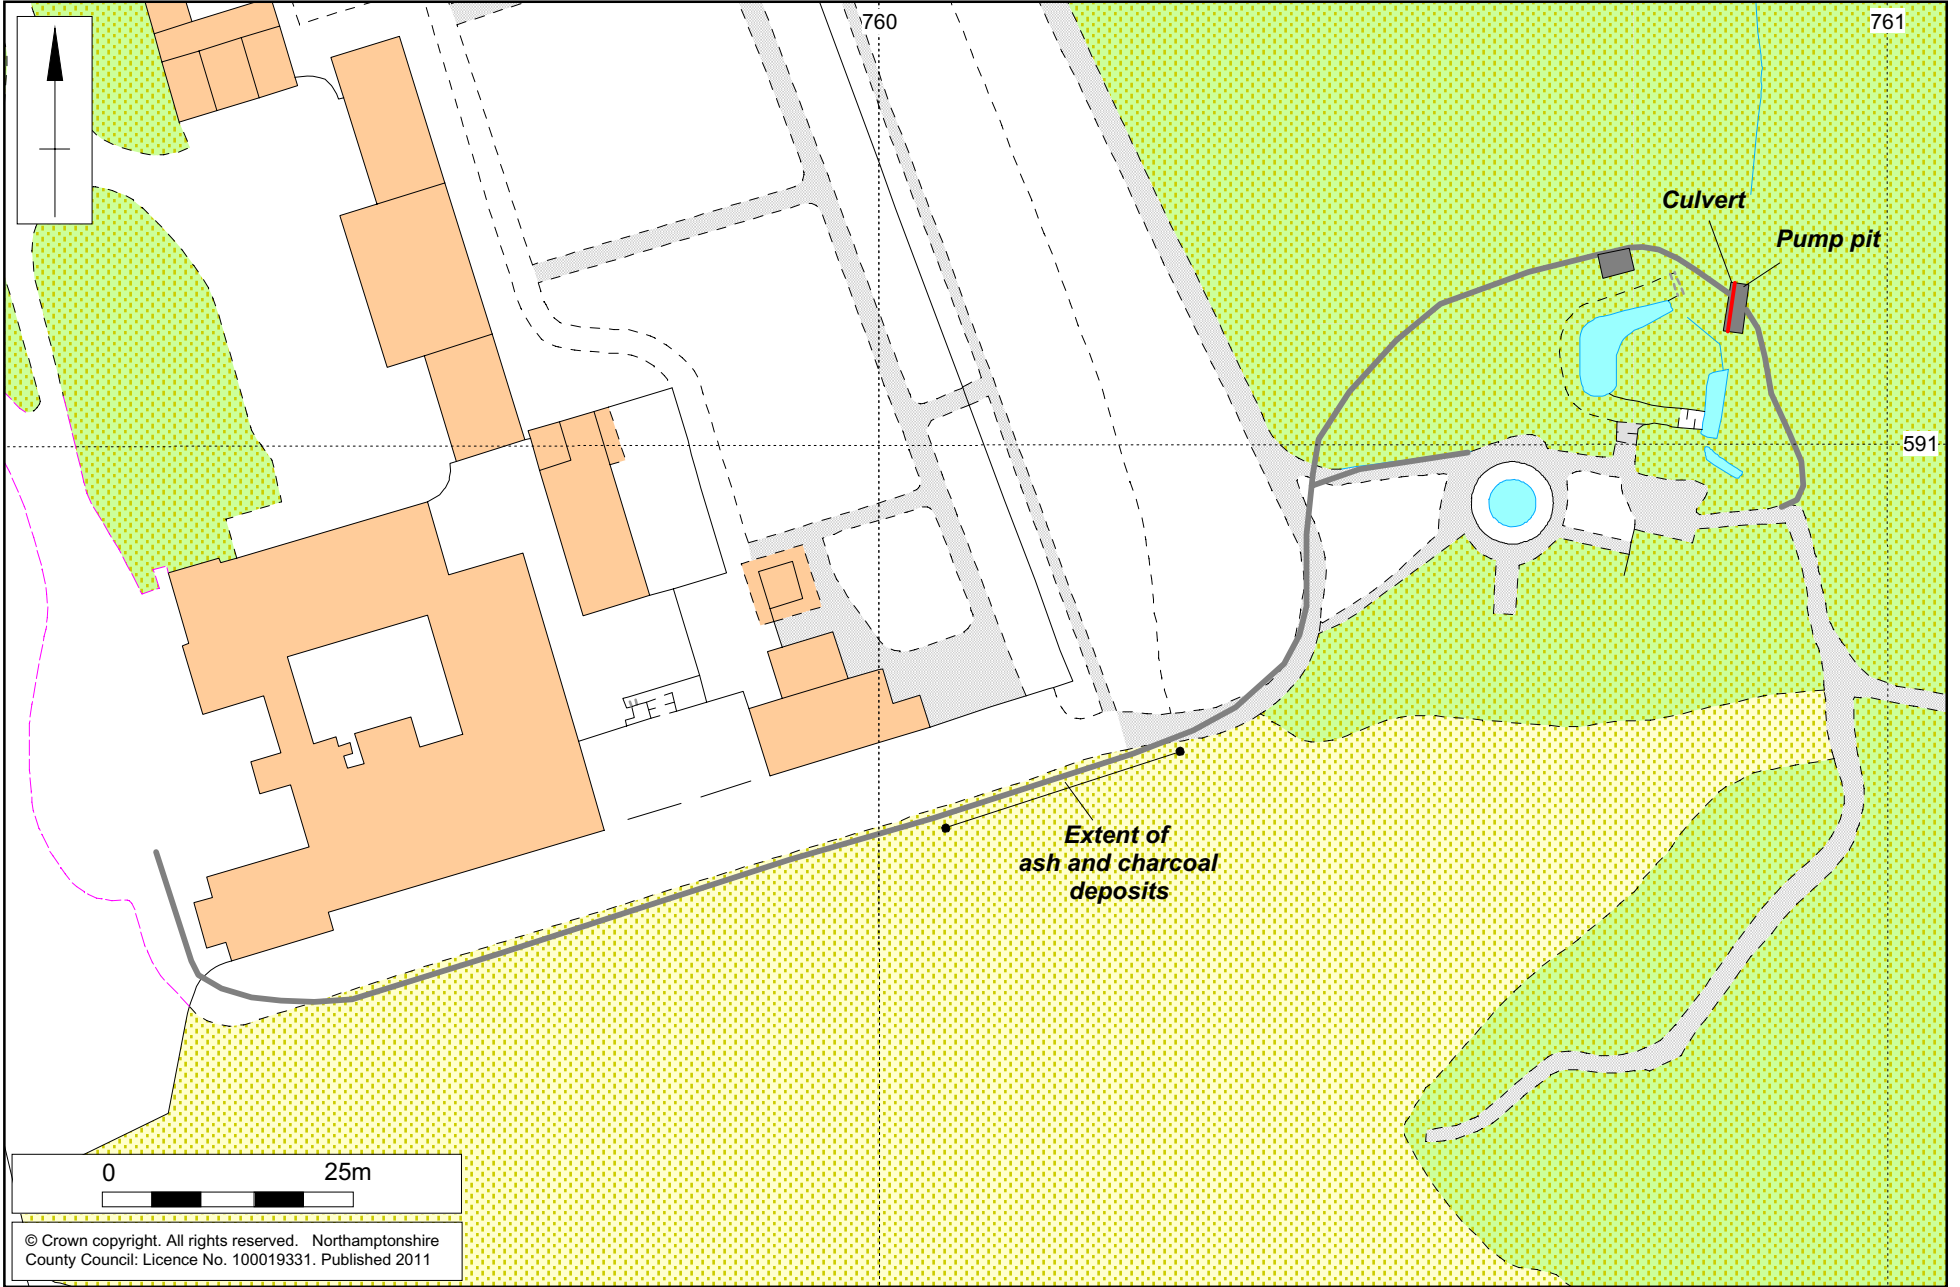 760
761
Culvert
Pump pit
591
Extent of
ash and charcoal
deposits
0 25m
© Crown copyright. All rights reserved. Northamptonshire
County Council: Licence No. 100019331. Published 2011